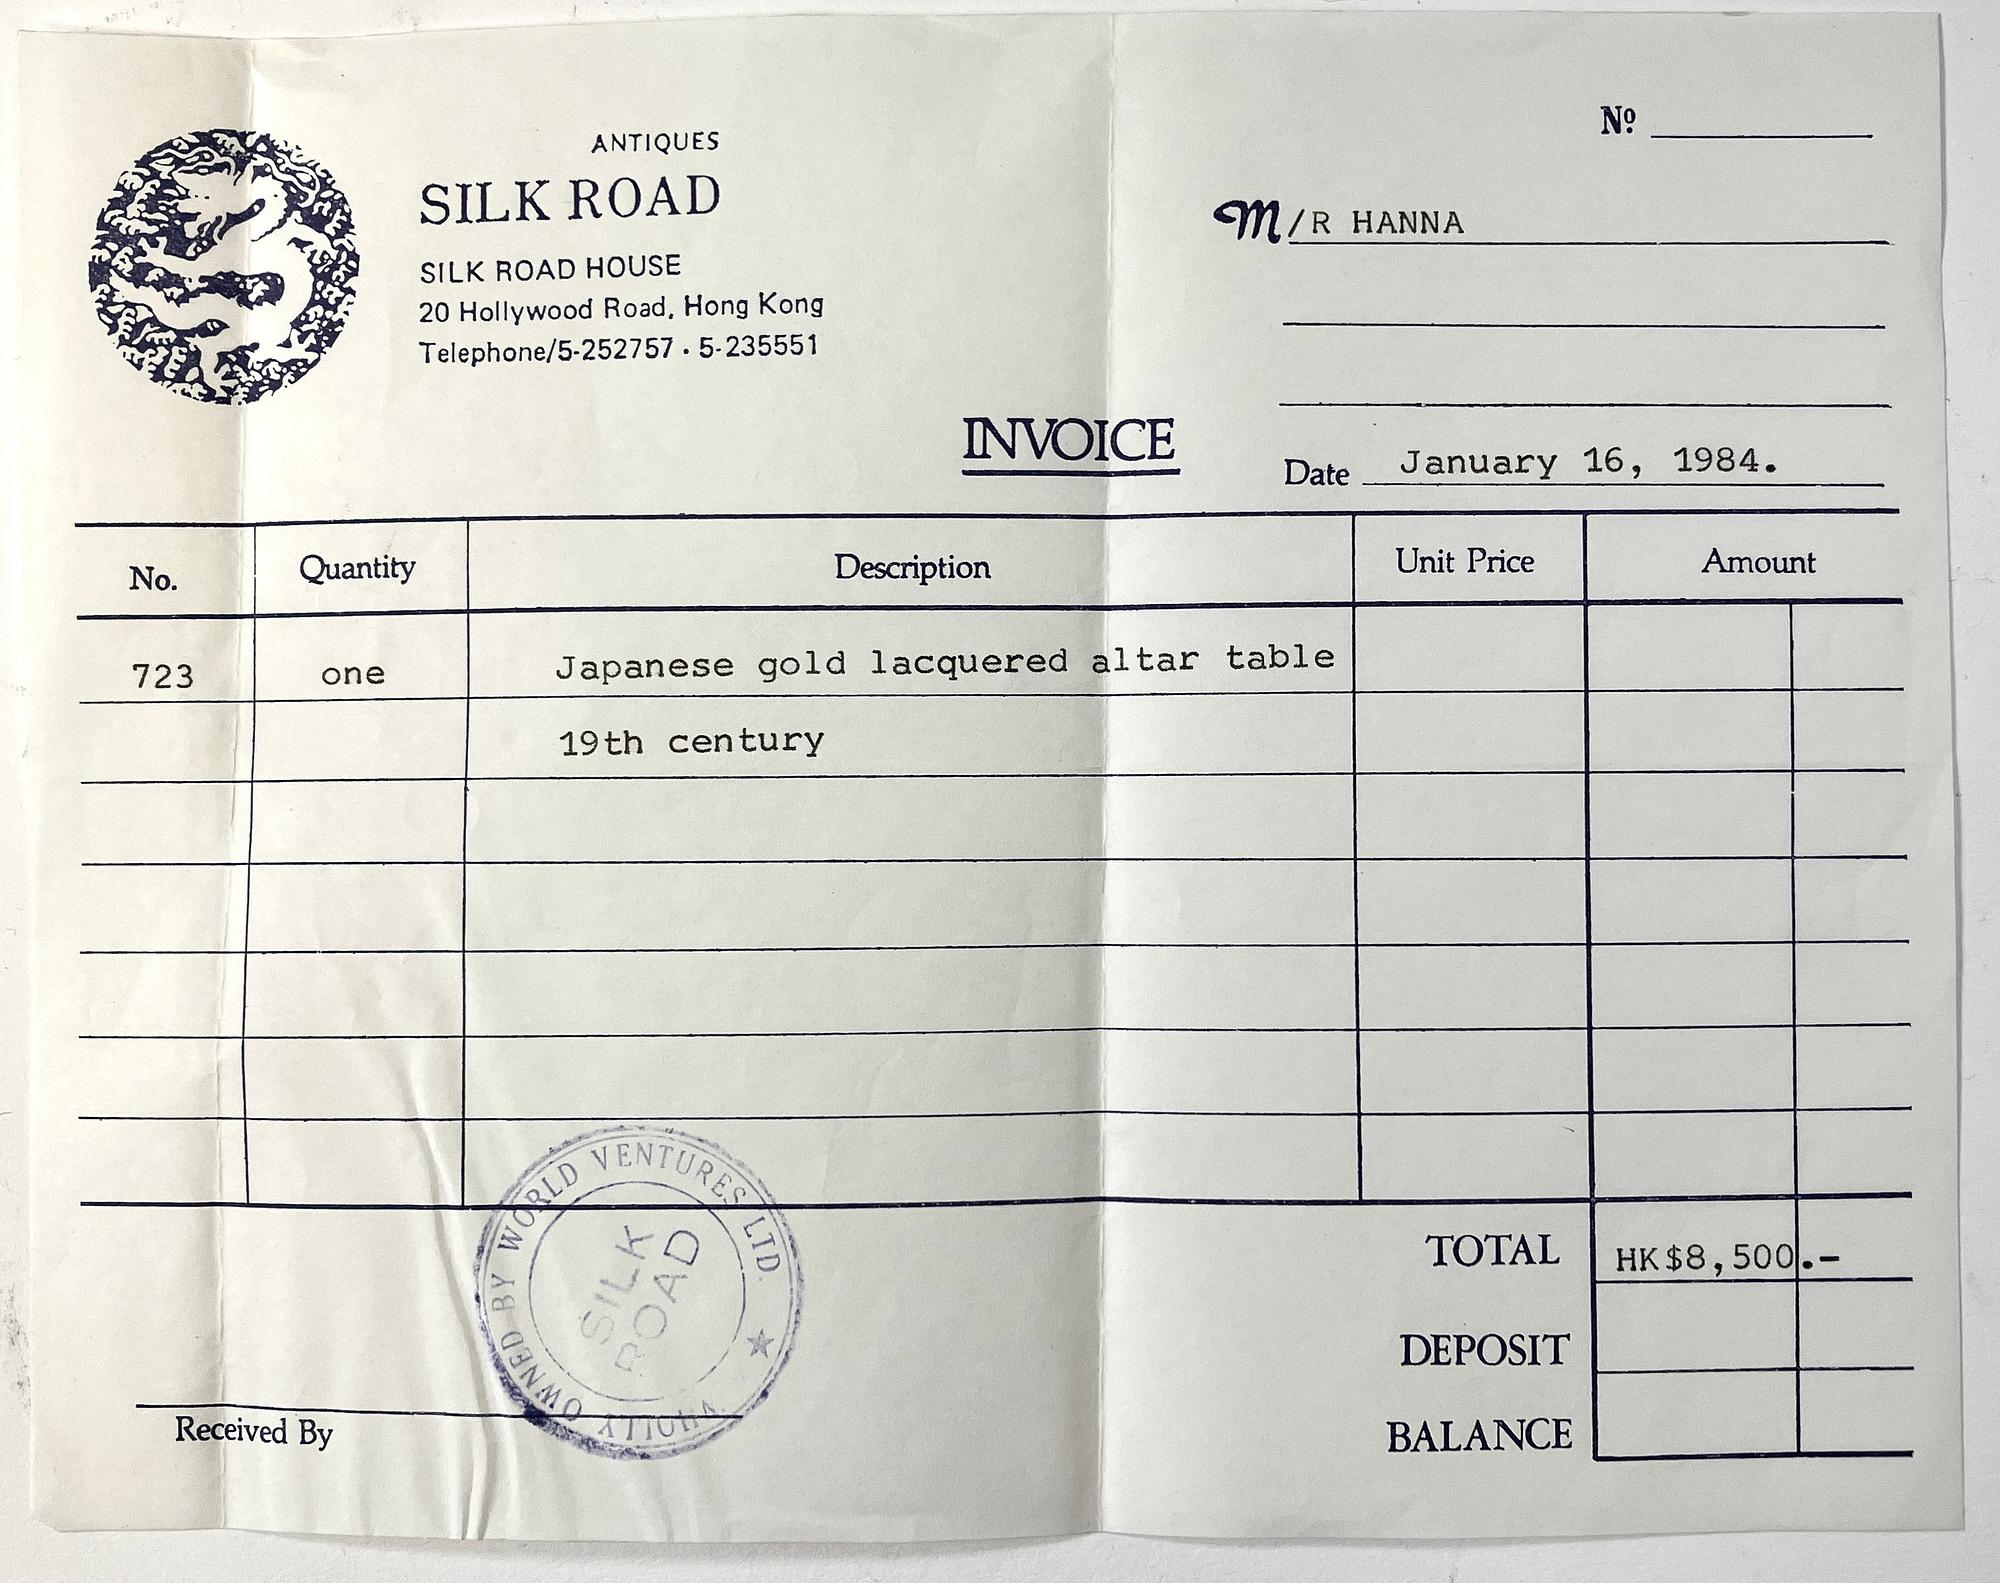 ANTIQUES
SILK ROAD
SILK ROAD HOUSE
20 Hollywood Road, Hong Kong
Telephone/5-252757 · 5-235551
Nº
M/R HANNA
INVOICE
Date January 16, 1984.
No. Quantity Description Unit Price Amount
723 one Japanese gold lacquered altar table
19th century
TOTAL HK$8,500.-
DEPOSIT
BALANCE
Received By
WHOLLY OWNED BY WORLD VENTURES LTD. ★
SILK
ROAD